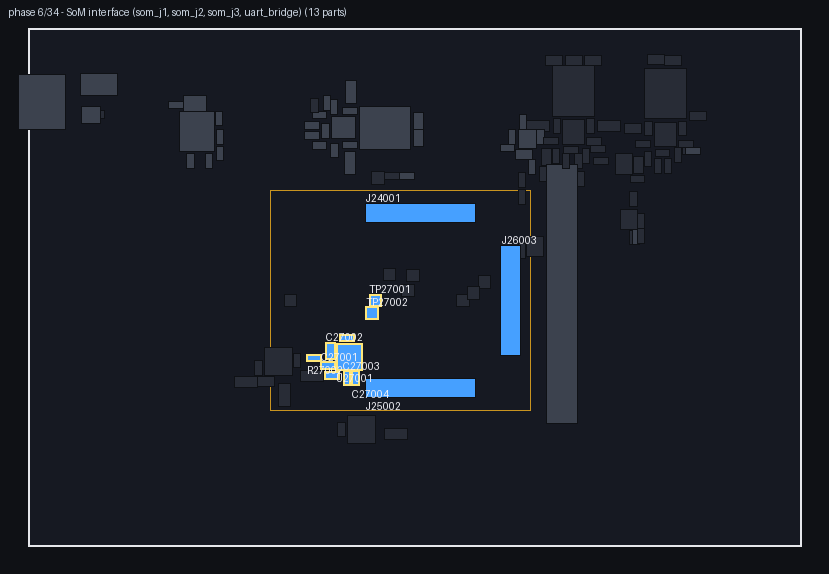 phase 6/34 - SoM interface (som_j1, som_j2, som_j3, uart_bridge) (13 parts)
J24001
J26003
TP27001
TP27002
C27002
C27001
C27003
C27004
J25002